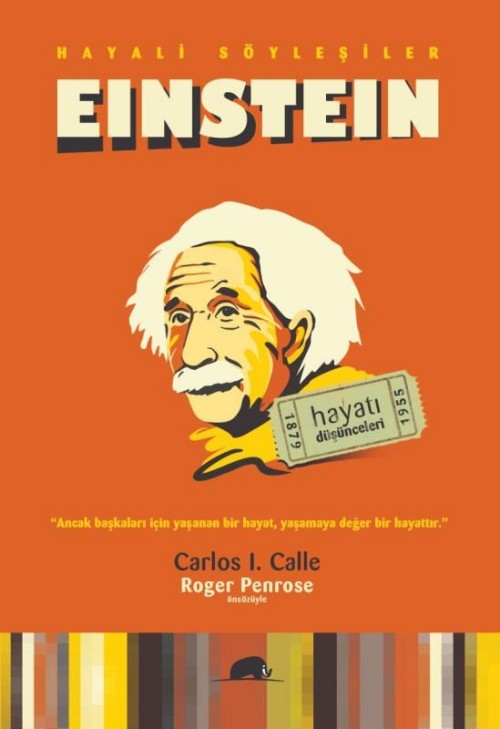 HAYALİ SÖYLEŞİLER
EINSTEIN
1879
hayatı
düşünceleri
1955
“Ancak başkaları için yaşanan bir hayat, yaşamaya değer bir hayattır.”
Carlos I. Calle
Roger Penrose
önsözüyle